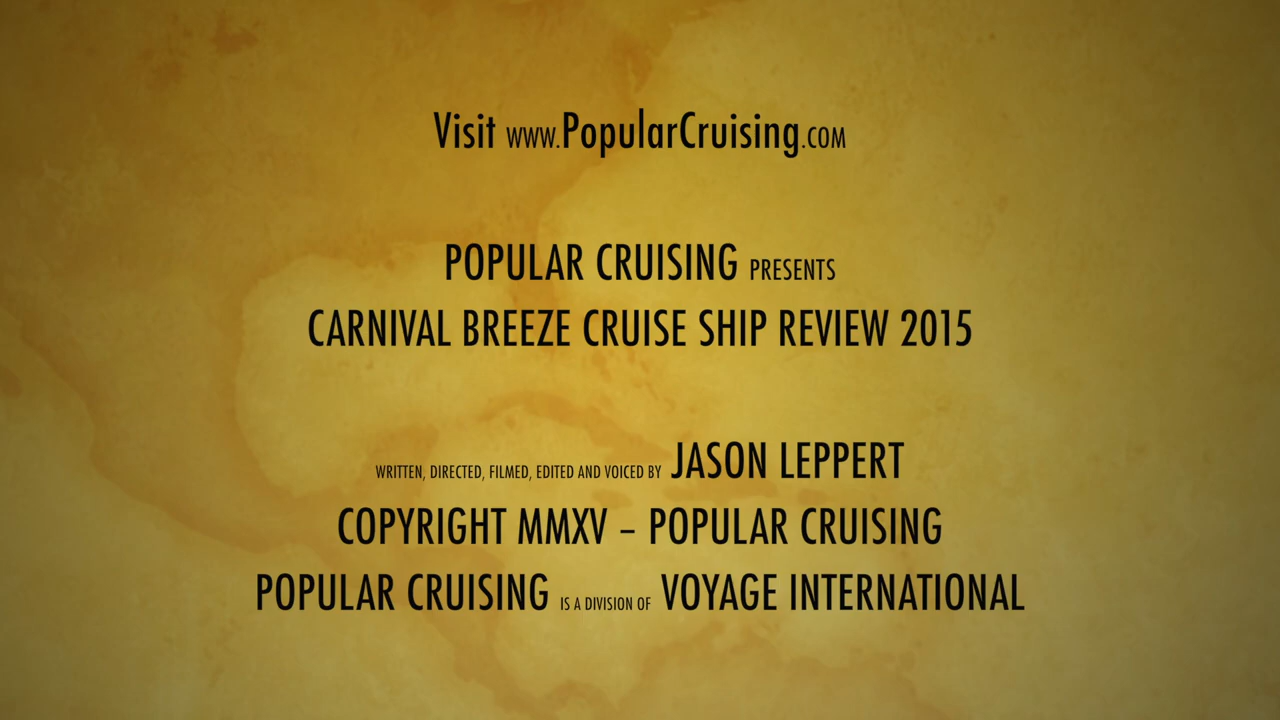 Visit www.PopularCruising.com
POPULAR CRUISING PRESENTS
CARNIVAL BREEZE CRUISE SHIP REVIEW 2015
WRITTEN, DIRECTED, FILMED, EDITED AND VOICED BY JASON LEPPERT
COPYRIGHT MMXV – POPULAR CRUISING
POPULAR CRUISING IS A DIVISION OF VOYAGE INTERNATIONAL